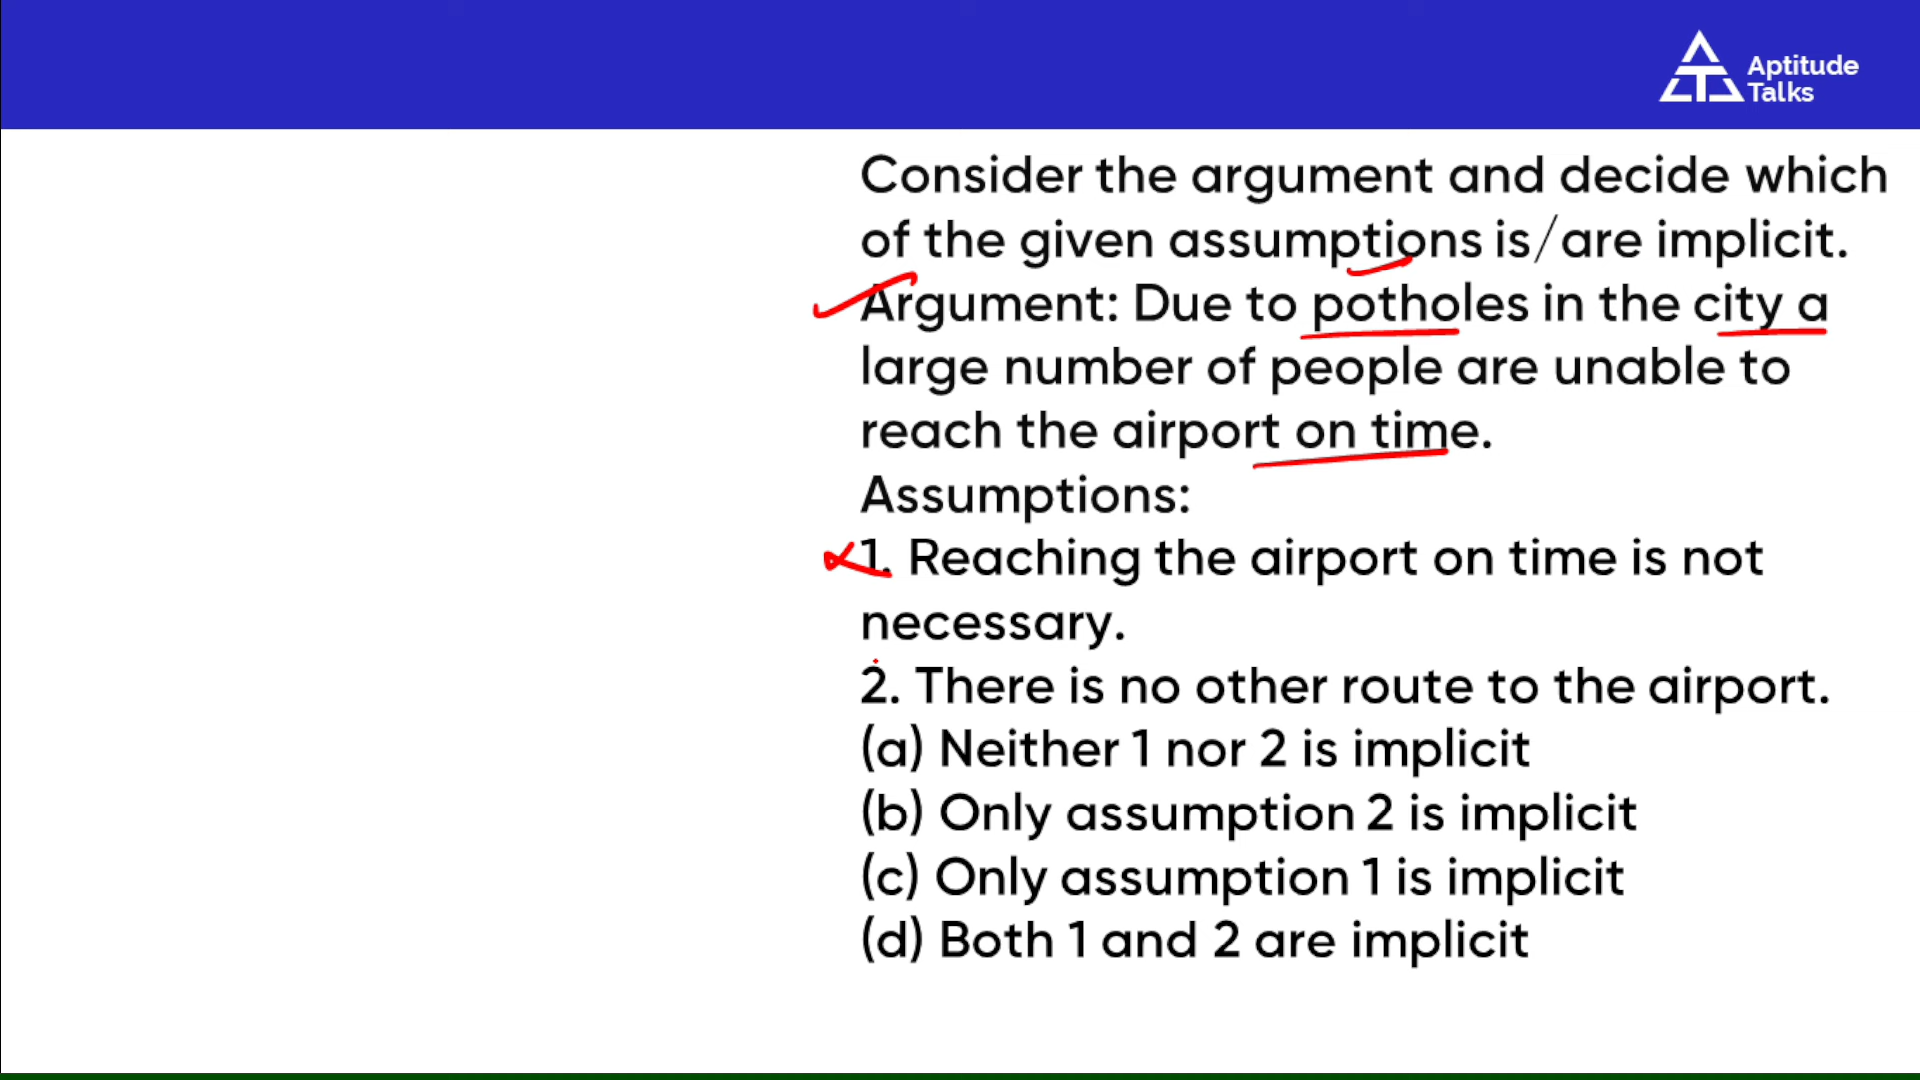 Aptitude
Talks
Consider the argument and decide which
of the given assumptions is/are implicit.
Argument: Due to potholes in the city a
large number of people are unable to
reach the airport on time.
Assumptions:
1. Reaching the airport on time is not
necessary.
2. There is no other route to the airport.
(a) Neither 1 nor 2 is implicit
(b) Only assumption 2 is implicit
(c) Only assumption 1 is implicit
(d) Both 1 and 2 are implicit